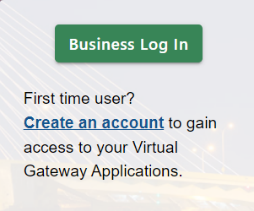 Business Log In
First time user?
Create an account to gain
access to your Virtual
Gateway Applications.